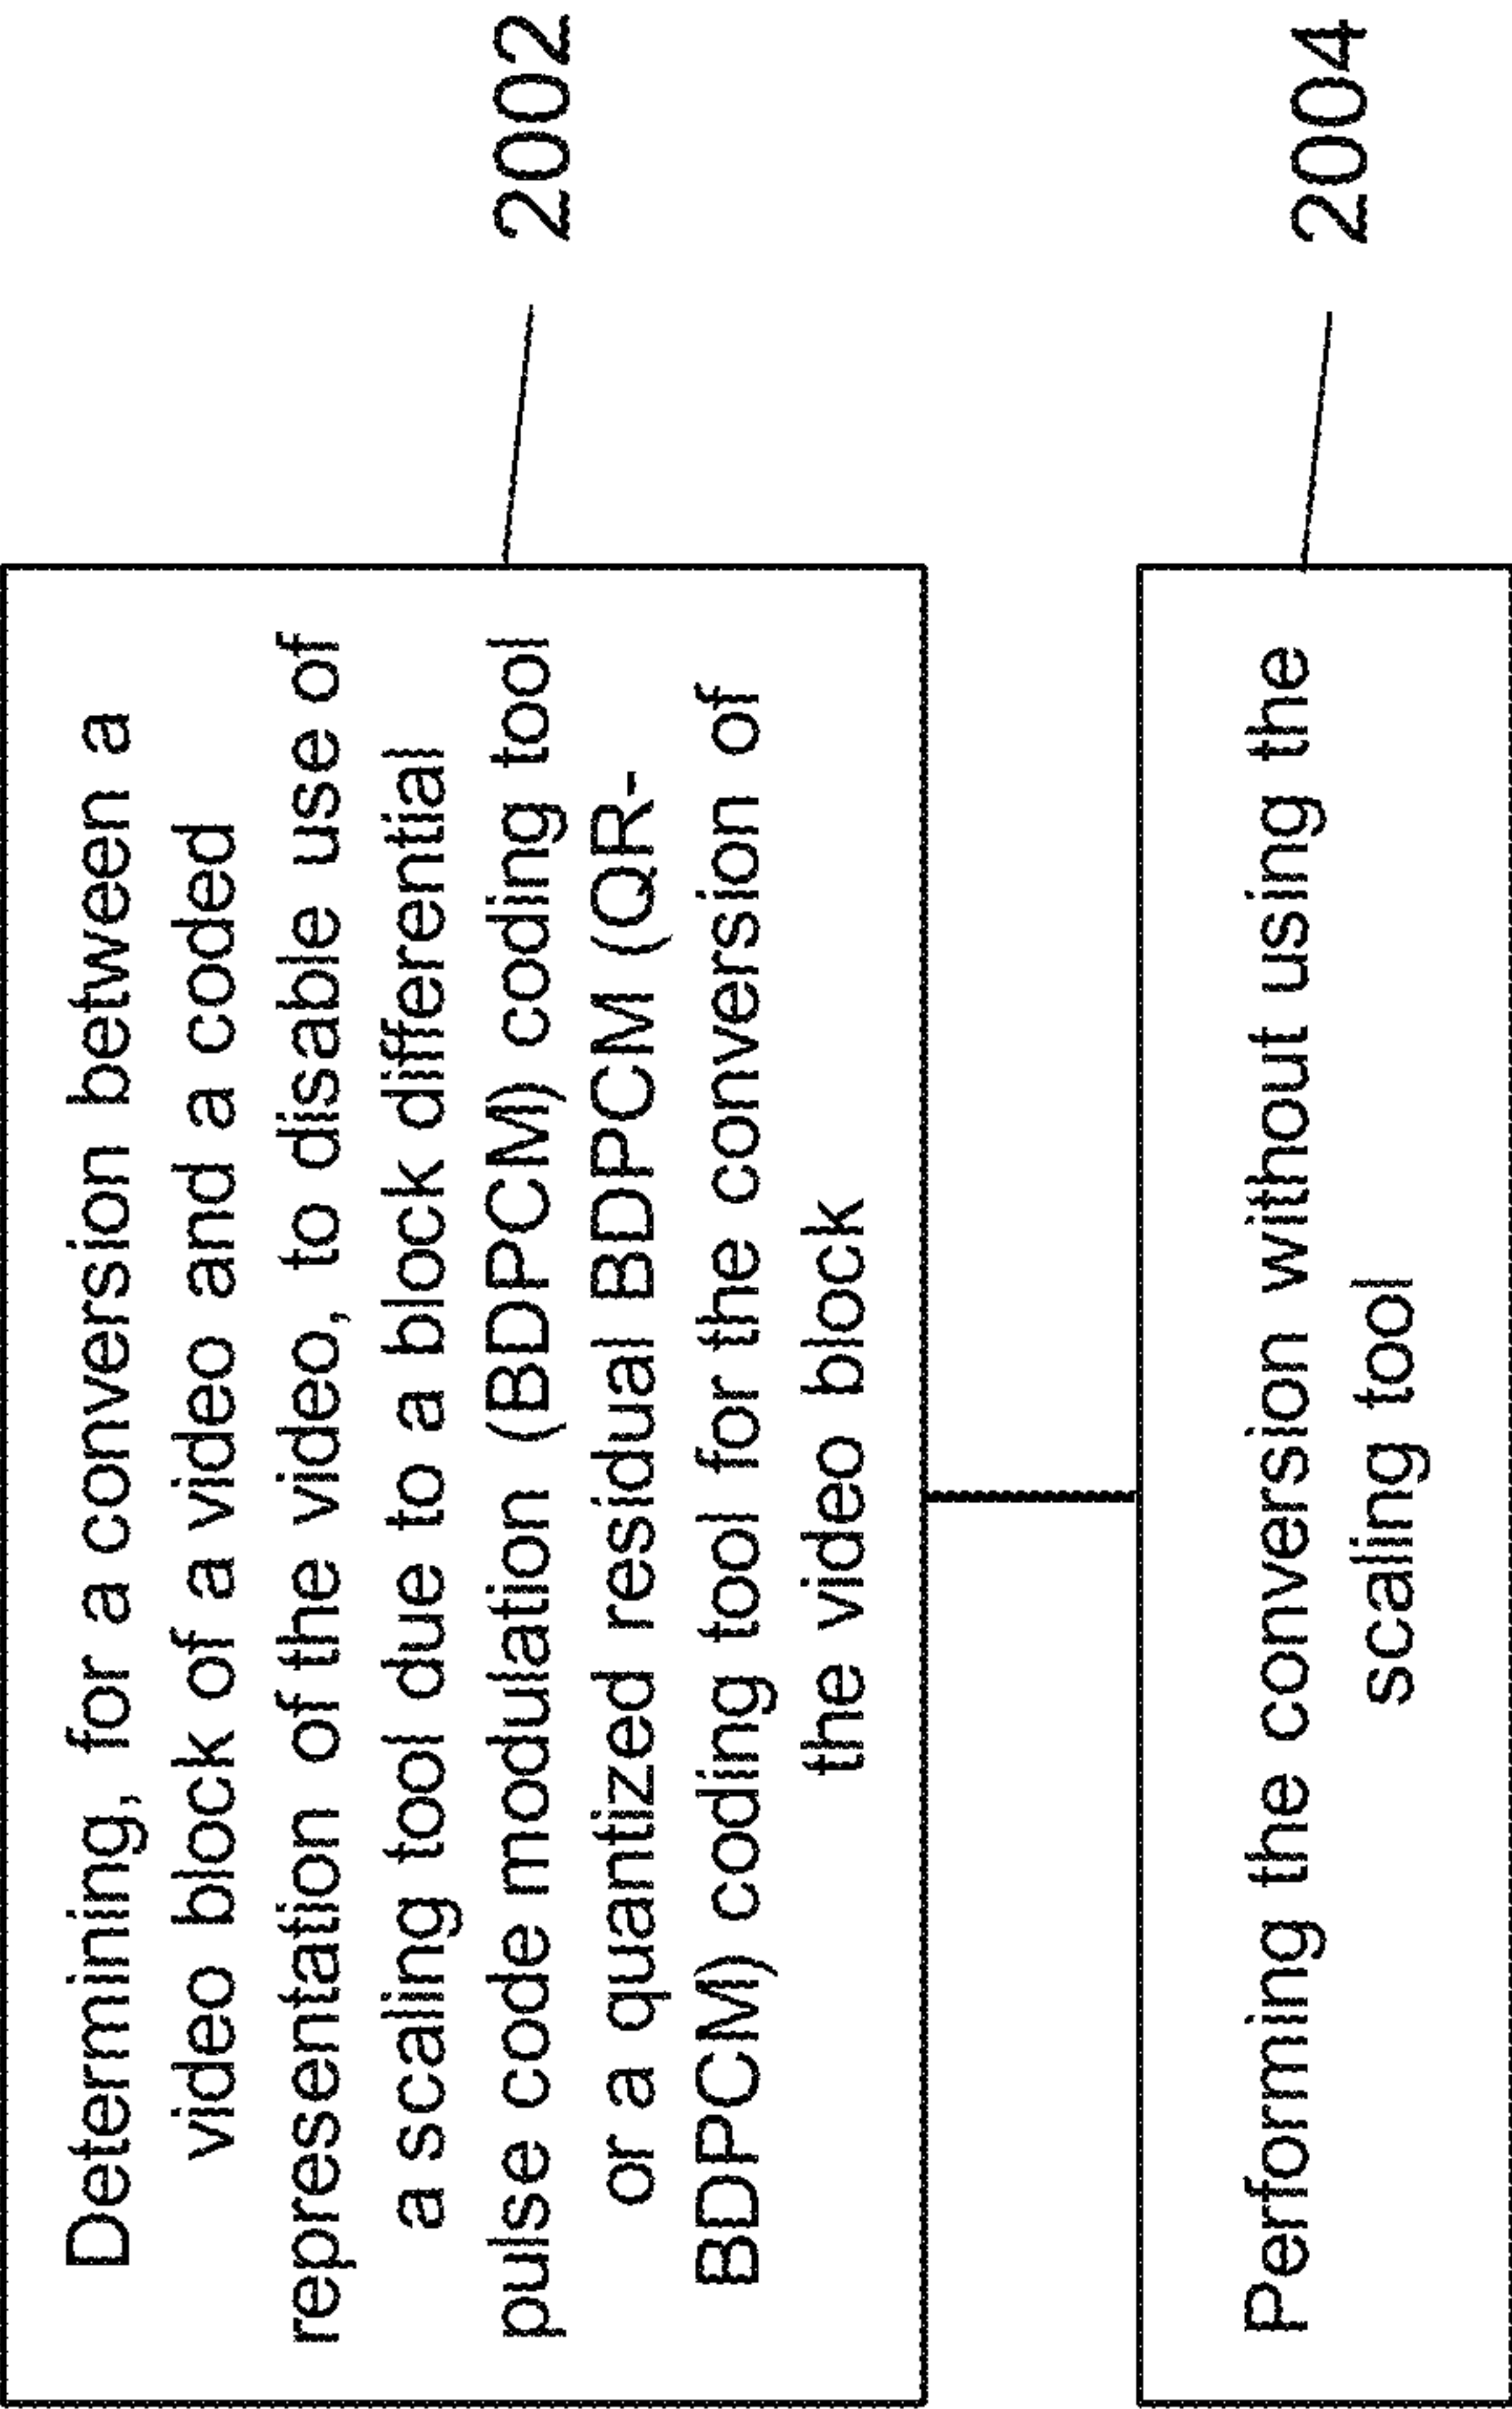 Determining, for a conversion between a
video block of a video and a coded
representation of the video, to disable use of
a scaling tool due to a block differential
pulse code modulation (BDPCM) coding tool
or a quantized residual BDPCM (QR-
BDPCM) coding tool for the conversion of
the video block
2002
Performing the conversion without using the
scaling tool
2004